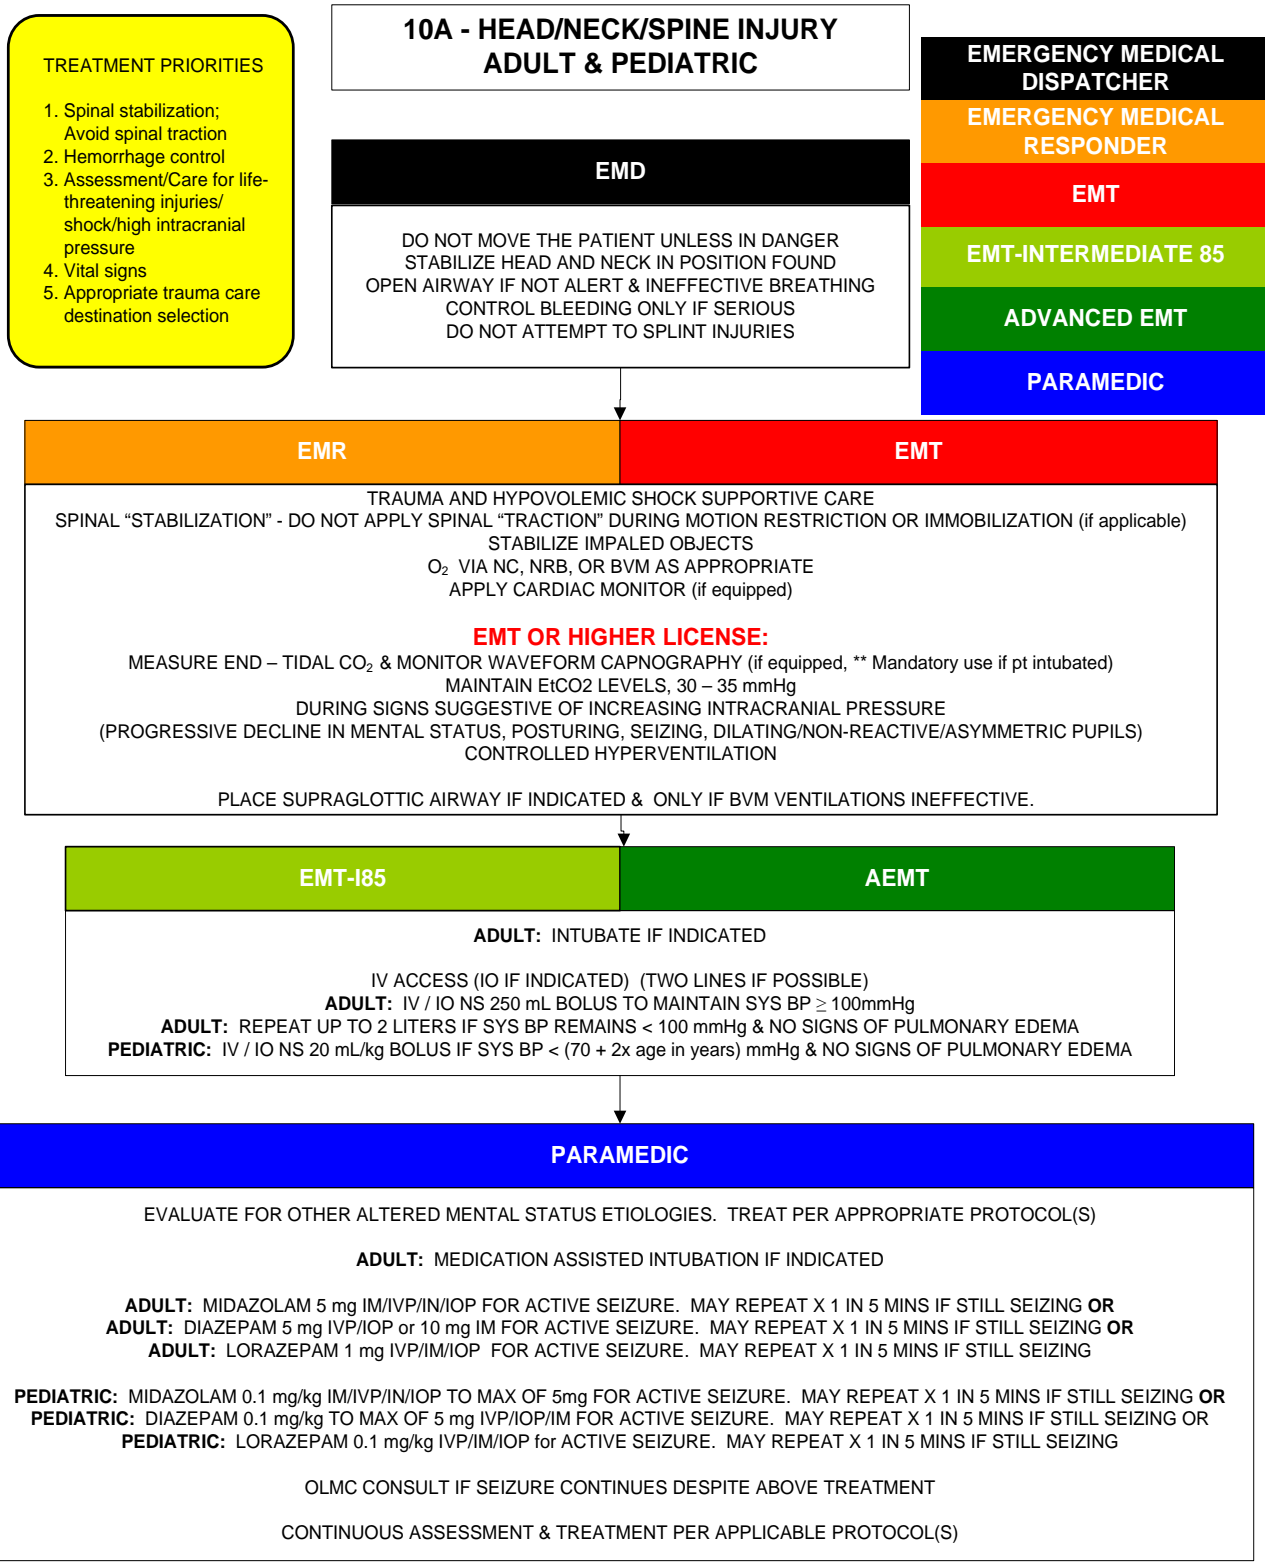 TREATMENT PRIORITIES
1. Spinal stabilization;
Avoid spinal traction
2. Hemorrhage control
3. Assessment/Care for life-
threatening injuries/
shock/high intracranial
pressure
4. Vital signs
5. Appropriate trauma care
destination selection
10A - HEAD/NECK/SPINE INJURY
ADULT & PEDIATRIC
EMERGENCY MEDICAL
DISPATCHER
EMERGENCY MEDICAL
RESPONDER
EMT
EMT-INTERMEDIATE 85
ADVANCED EMT
PARAMEDIC
EMD
DO NOT MOVE THE PATIENT UNLESS IN DANGER
STABILIZE HEAD AND NECK IN POSITION FOUND
OPEN AIRWAY IF NOT ALERT & INEFFECTIVE BREATHING
CONTROL BLEEDING ONLY IF SERIOUS
DO NOT ATTEMPT TO SPLINT INJURIES
EMR
EMT
TRAUMA AND HYPOVOLEMIC SHOCK SUPPORTIVE CARE
SPINAL “STABILIZATION” - DO NOT APPLY SPINAL “TRACTION” DURING MOTION RESTRICTION OR IMMOBILIZATION (if applicable)
STABILIZE IMPALED OBJECTS
O₂ VIA NC, NRB, OR BVM AS APPROPRIATE
APPLY CARDIAC MONITOR (if equipped)
EMT OR HIGHER LICENSE:
MEASURE END – TIDAL CO₂ & MONITOR WAVEFORM CAPNOGRAPHY (if equipped, ** Mandatory use if pt intubated)
MAINTAIN EtCO2 LEVELS, 30 – 35 mmHg
DURING SIGNS SUGGESTIVE OF INCREASING INTRACRANIAL PRESSURE
(PROGRESSIVE DECLINE IN MENTAL STATUS, POSTURING, SEIZING, DILATING/NON-REACTIVE/ASYMMETRIC PUPILS)
CONTROLLED HYPERVENTILATION
PLACE SUPRAGLOTTIC AIRWAY IF INDICATED & ONLY IF BVM VENTILATIONS INEFFECTIVE.
EMT-I85
AEMT
ADULT: INTUBATE IF INDICATED
IV ACCESS (IO IF INDICATED) (TWO LINES IF POSSIBLE)
ADULT: IV / IO NS 250 mL BOLUS TO MAINTAIN SYS BP ≥ 100mmHg
ADULT: REPEAT UP TO 2 LITERS IF SYS BP REMAINS < 100 mmHg & NO SIGNS OF PULMONARY EDEMA
PEDIATRIC: IV / IO NS 20 mL/kg BOLUS IF SYS BP < (70 + 2x age in years) mmHg & NO SIGNS OF PULMONARY EDEMA
PARAMEDIC
EVALUATE FOR OTHER ALTERED MENTAL STATUS ETIOLOGIES. TREAT PER APPROPRIATE PROTOCOL(S)
ADULT: MEDICATION ASSISTED INTUBATION IF INDICATED
ADULT: MIDAZOLAM 5 mg IM/IVP/IN/IOP FOR ACTIVE SEIZURE. MAY REPEAT X 1 IN 5 MINS IF STILL SEIZING OR
ADULT: DIAZEPAM 5 mg IVP/IOP or 10 mg IM FOR ACTIVE SEIZURE. MAY REPEAT X 1 IN 5 MINS IF STILL SEIZING OR
ADULT: LORAZEPAM 1 mg IVP/IM/IOP FOR ACTIVE SEIZURE. MAY REPEAT X 1 IN 5 MINS IF STILL SEIZING
PEDIATRIC: MIDAZOLAM 0.1 mg/kg IM/IVP/IN/IOP TO MAX OF 5mg FOR ACTIVE SEIZURE. MAY REPEAT X 1 IN 5 MINS IF STILL SEIZING OR
PEDIATRIC: DIAZEPAM 0.1 mg/kg TO MAX OF 5 mg IVP/IOP/IM FOR ACTIVE SEIZURE. MAY REPEAT X 1 IN 5 MINS IF STILL SEIZING OR
PEDIATRIC: LORAZEPAM 0.1 mg/kg IVP/IM/IOP for ACTIVE SEIZURE. MAY REPEAT X 1 IN 5 MINS IF STILL SEIZING
OLMC CONSULT IF SEIZURE CONTINUES DESPITE ABOVE TREATMENT
CONTINUOUS ASSESSMENT & TREATMENT PER APPLICABLE PROTOCOL(S)